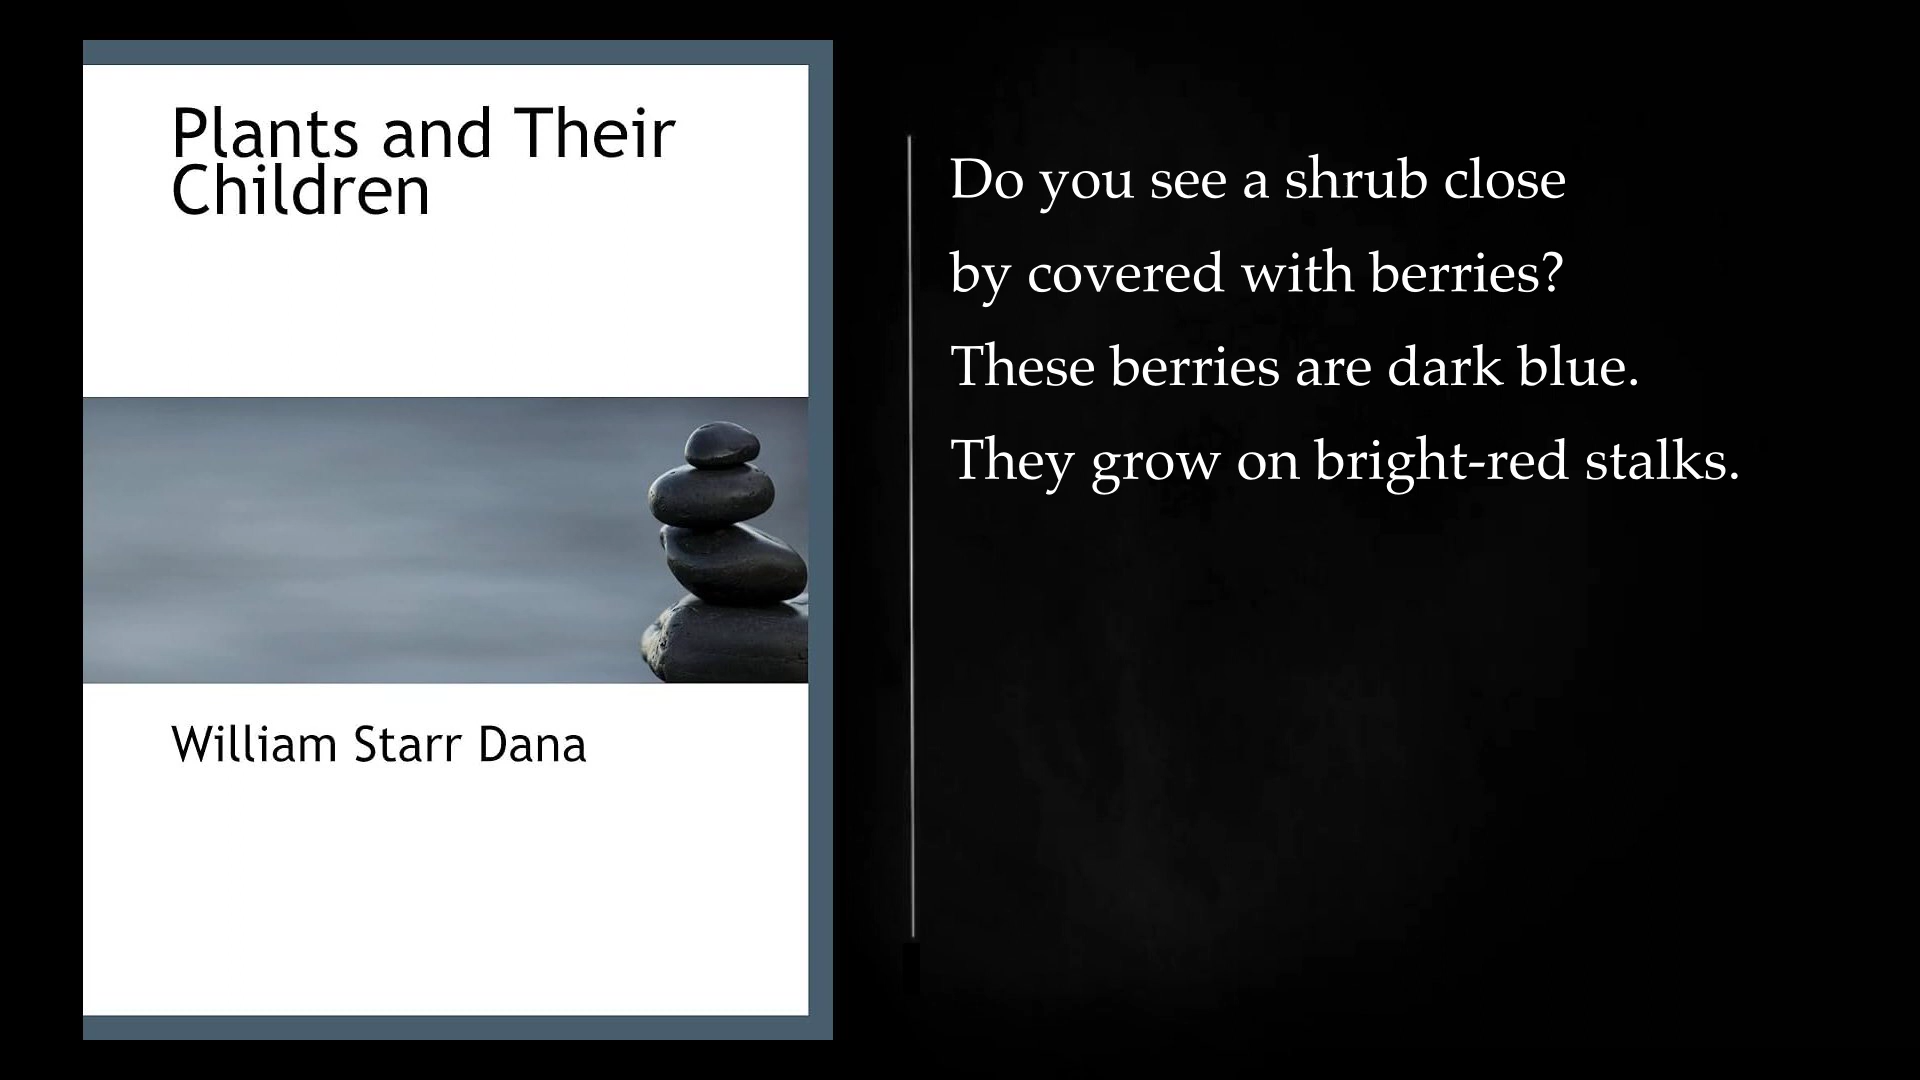 Plants and Their
Children
William Starr Dana
Do you see a shrub close
by covered with berries?
These berries are dark blue.
They grow on bright-red stalks.